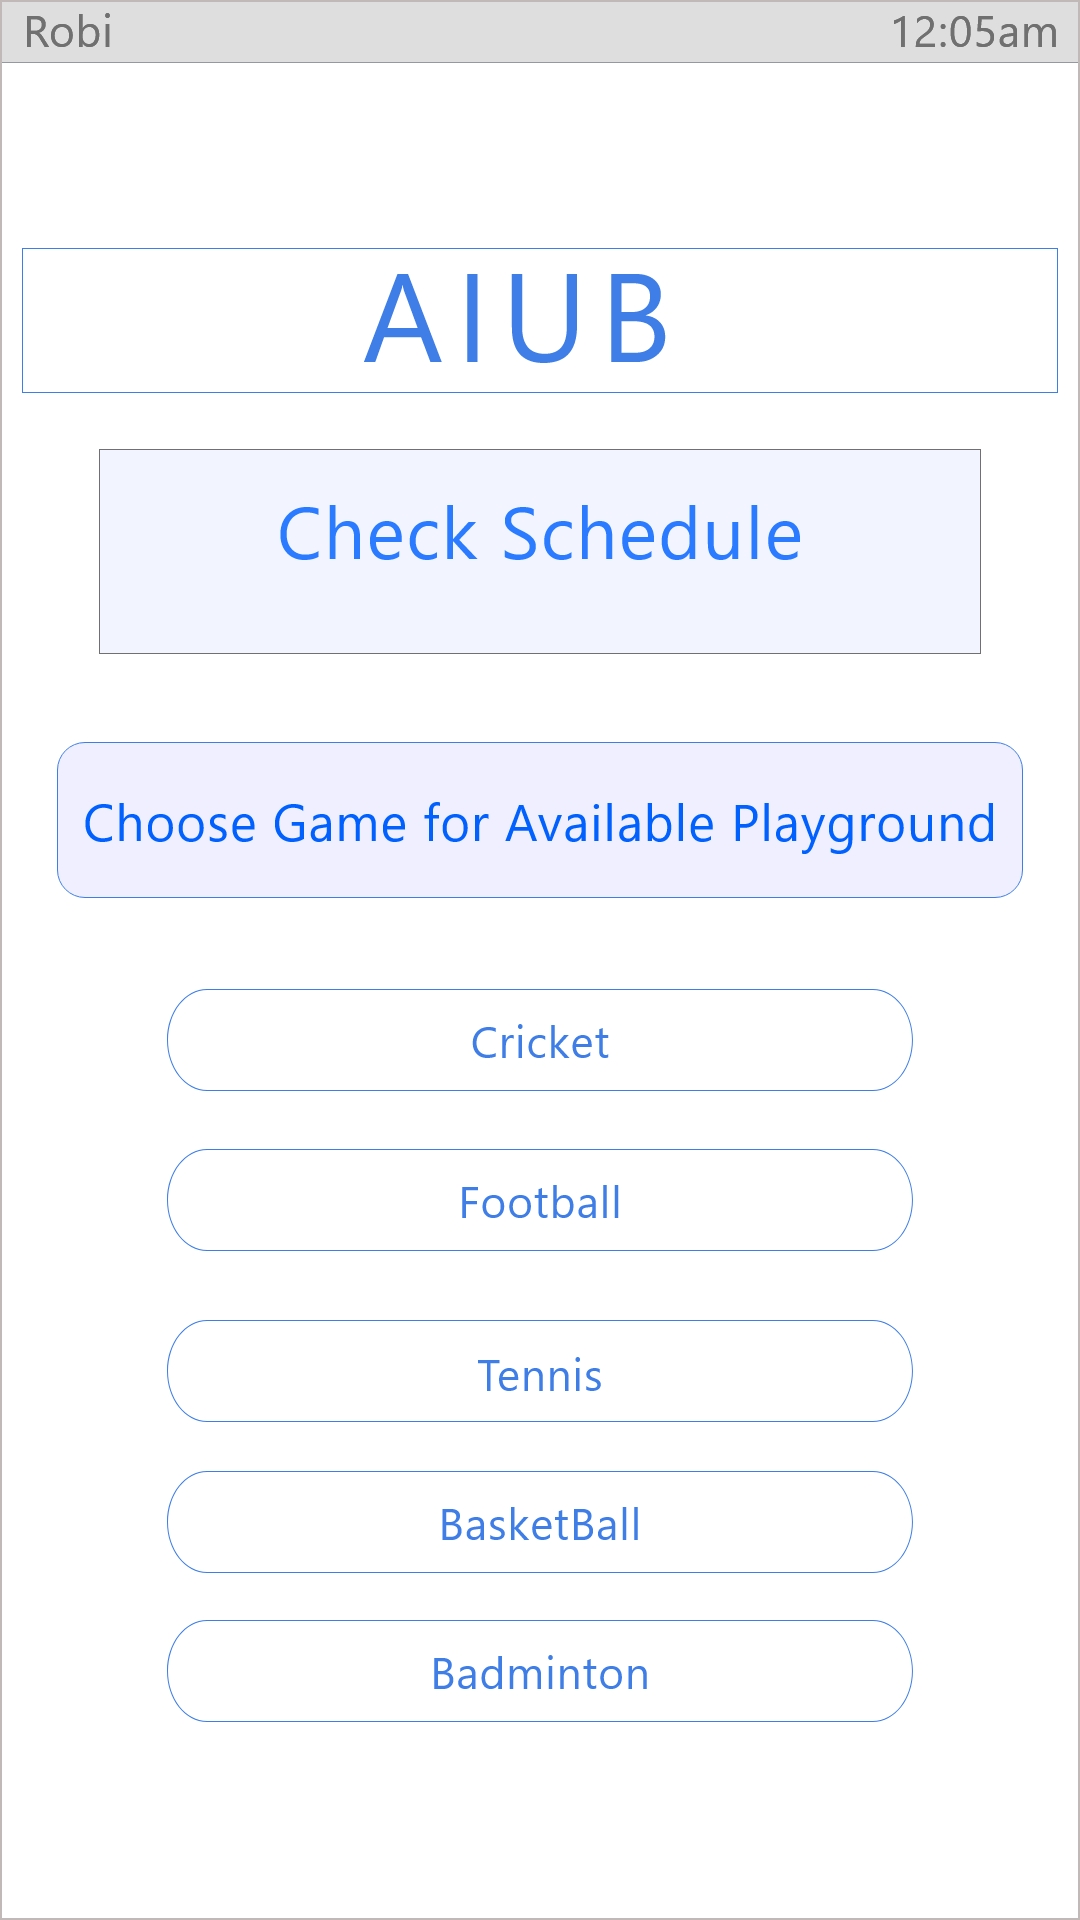 Robi 12:05am
AIUB
Check Schedule
Choose Game for Available Playground
Cricket
Football
Tennis
BasketBall
Badminton